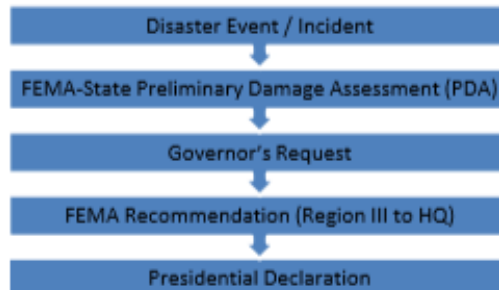 Disaster Event / Incident
FEMA-State Preliminary Damage Assessment (PDA)
Governor's Request
FEMA Recommendation (Region III to HQ)
Presidential Declaration